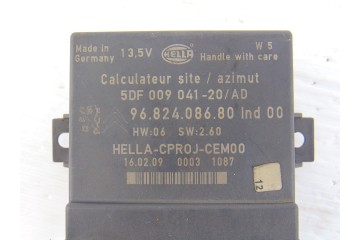 Made in
Germany
13.5V
HELLA
W 5
Handle with care
Calculateur site / azimut
5DF 009 041-20/AD
96.824.086.80 Ind 00
HW:06 SW:2.60
HELLA-CPROJ-CEM00
16.02.09 0003 1087
12